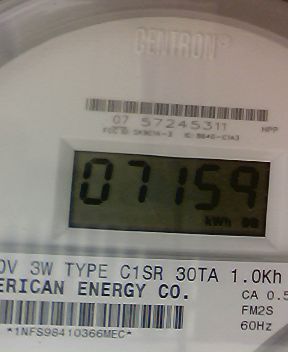 CENTRON®
07 57245311
HPP
07159
kWh
0V 3W TYPE C1SR 30TA 1.0Kh
ERICAN ENERGY CO.
CA 0.5
FM2S
60Hz
*1NFS98410366MEC*